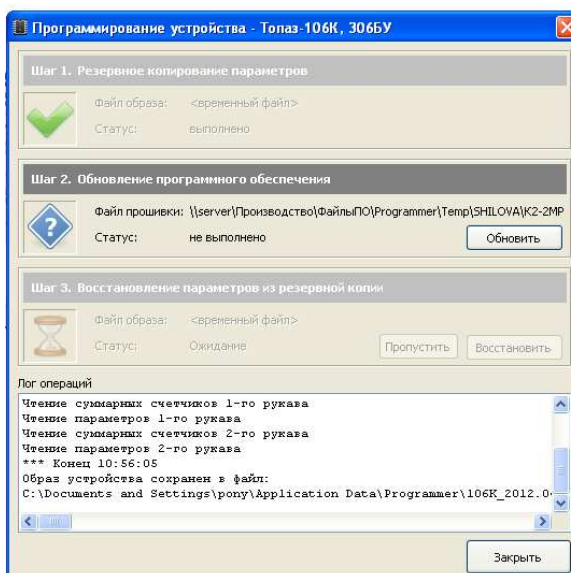 Программирование устройства - Топаз-106К, 306БУ
Шаг 1. Резервное копирование параметров
Файл образа: <временный файл>
Статус: выполнено
Шаг 2. Обновление программного обеспечения
Файл прошивки: \\server\Производство\ФайлыПО\Programmer\Temp\SHILOVA\K2-2MP
Статус: не выполнено
Обновить
Шаг 3. Восстановление параметров из резервной копии
Файл образа: <временный файл>
Статус: Ожидание
Пропустить
Восстановить
Лог операций
Чтение суммарных счетчиков 1-го рукава
Чтение параметров 1-го рукава
Чтение суммарных счетчиков 2-го рукава
Чтение параметров 2-го рукава
*** Конец 10:56:05
Образ устройства сохранен в файл:
C:\Documents and Settings\pony\Application Data\Programmer\106K_2012.0
Закрыть